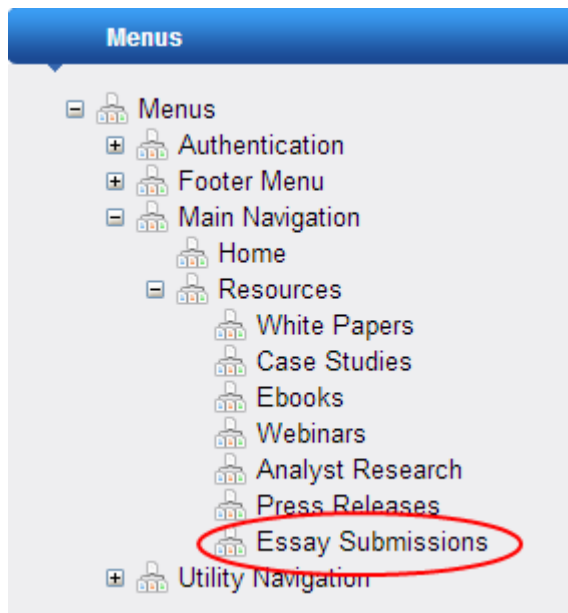 Menus
Menus
Authentication
Footer Menu
Main Navigation
Home
Resources
White Papers
Case Studies
Ebooks
Webinars
Analyst Research
Press Releases
Essay Submissions
Utility Navigation